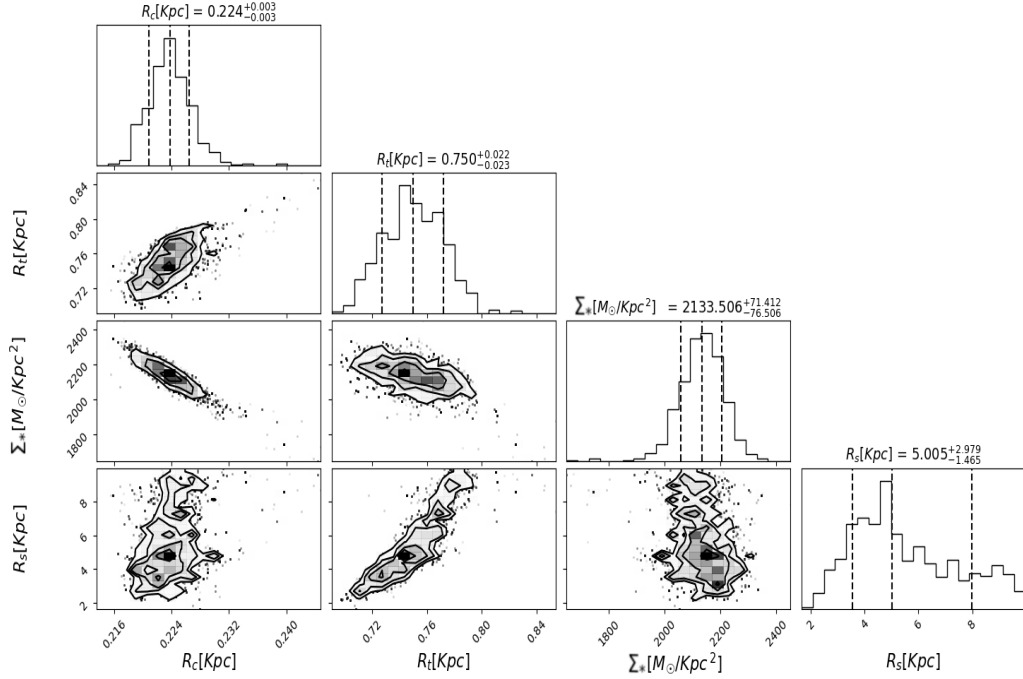 R_c[Kpc] = 0.224^{+0.003}_{-0.003}
R_t[Kpc] = 0.750^{+0.022}_{-0.023}
0.84
0.80
0.76
0.72
R_t[Kpc]
Σ_*[M_⊙/Kpc^2] = 2133.506^{+71.412}_{-76.506}
2400
2200
2000
1800
Σ_*[M_⊙/Kpc^2]
R_s[Kpc] = 5.005^{+2.979}_{-1.465}
8
6
4
2
R_s[Kpc]
0.216 0.224 0.232 0.240 0.72 0.76 0.80 0.84 1800 2000 2200 2400 2 4 6 8
R_c[Kpc] R_t[Kpc] Σ_*[M_⊙/Kpc^2] R_s[Kpc]